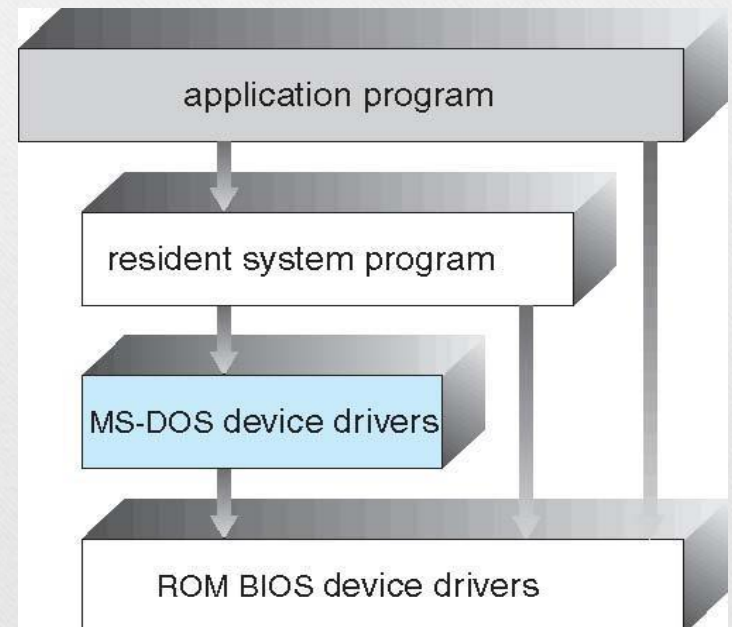 application program
resident system program
MS-DOS device drivers
ROM BIOS device drivers